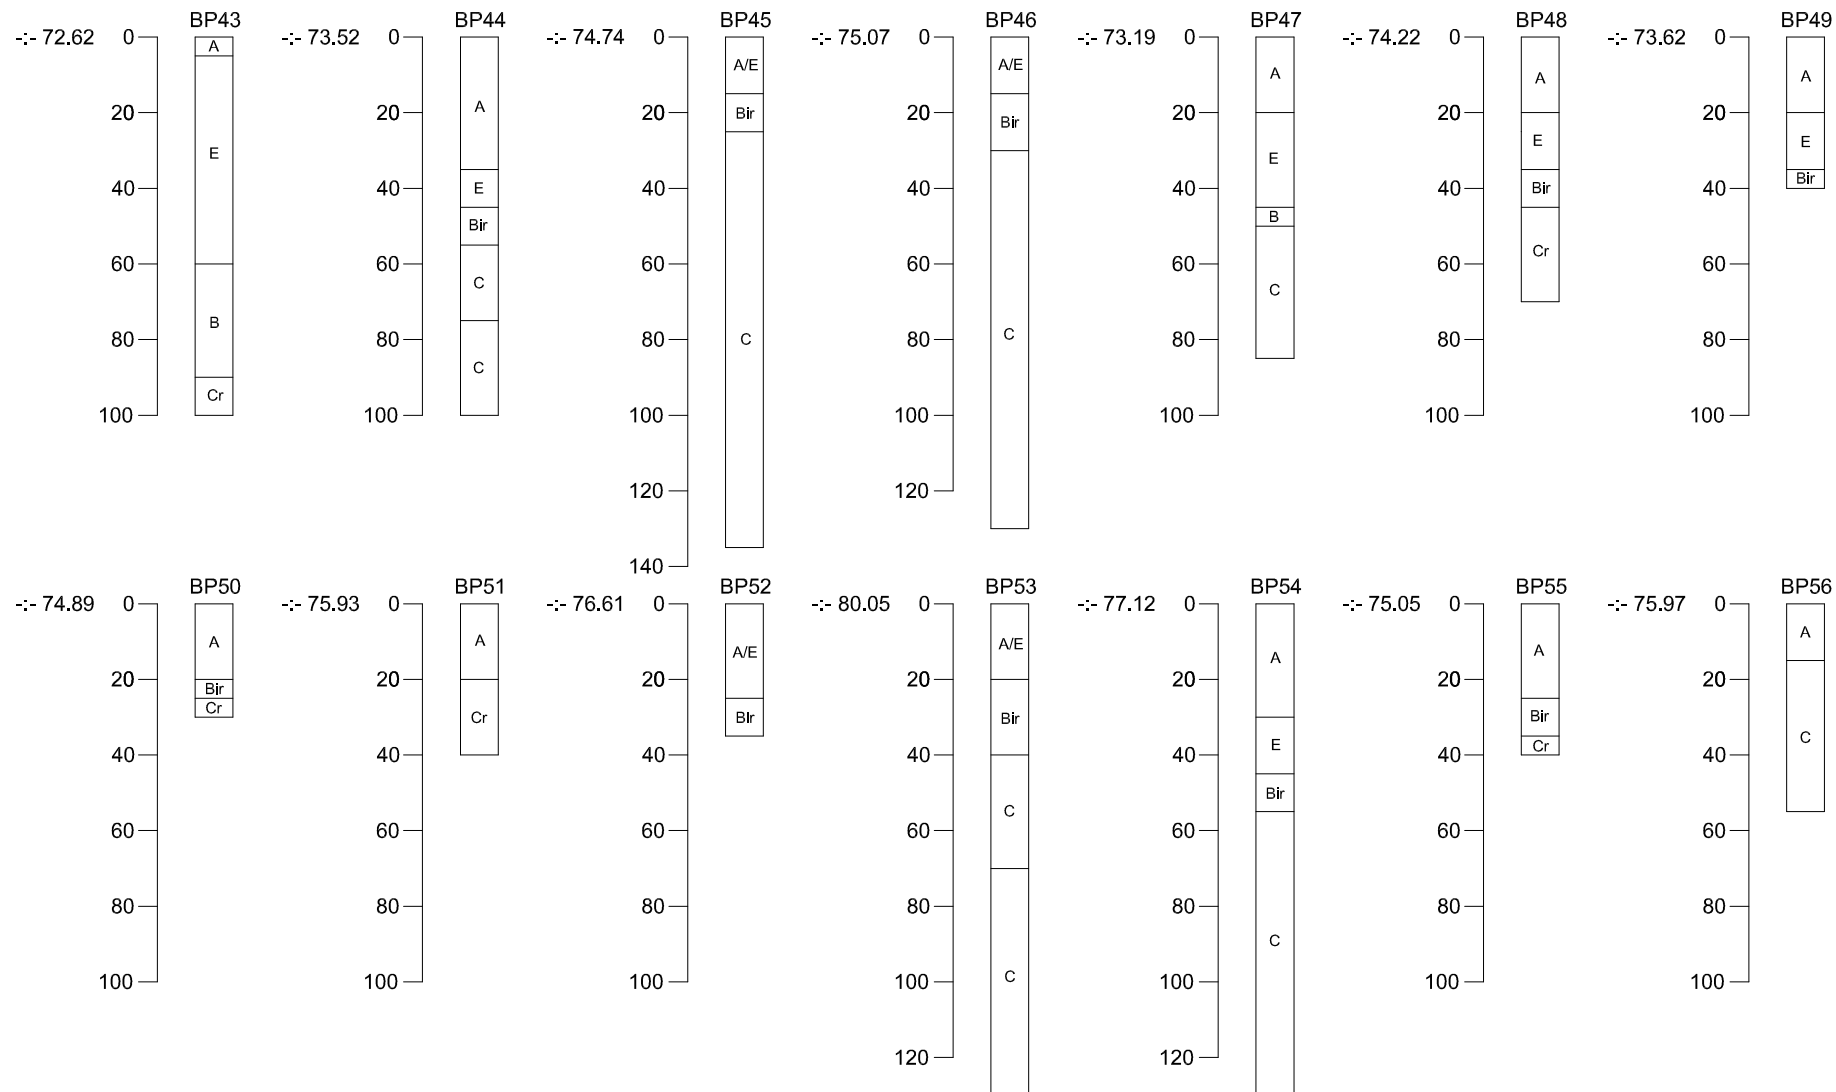 BP43 BP44 BP45 BP46 BP47 BP48 BP49
-:- 72.62 0 -:- 73.52 0 -:- 74.74 0 -:- 75.07 0 -:- 73.19 0 -:- 74.22 0 -:- 73.62 0
A
A/E A/E
A A A
A
20 20 Bir 20 Bir 20 20 20 20
E E
E E
40 E 40 40 40 40 Bir 40 Bir
Bir B
Cr
60 60 60 60 60 60 60
C C
B
80 80 C 80 C 80 80 80 80
Cr C
100 100 100 100 100 100 100
120 120
140
BP50 BP51 BP52 BP53 BP54 BP55 BP56
-:- 74.89 0 -:- 75.93 0 -:- 76.61 0 -:- 80.05 0 -:- 77.12 0 -:- 75.05 0 -:- 75.97 0
A A A/E A/E A A A
20 Bir 20 20 20 20 20 20
Cr Cr Bir Bir E Bir C
40 40 40 40 40 Cr 40 40
Bir
C
60 60 60 60 60 60 60
80 80 80 80 80 80 80
C C
100 100 100 100 100 100 100
120 120